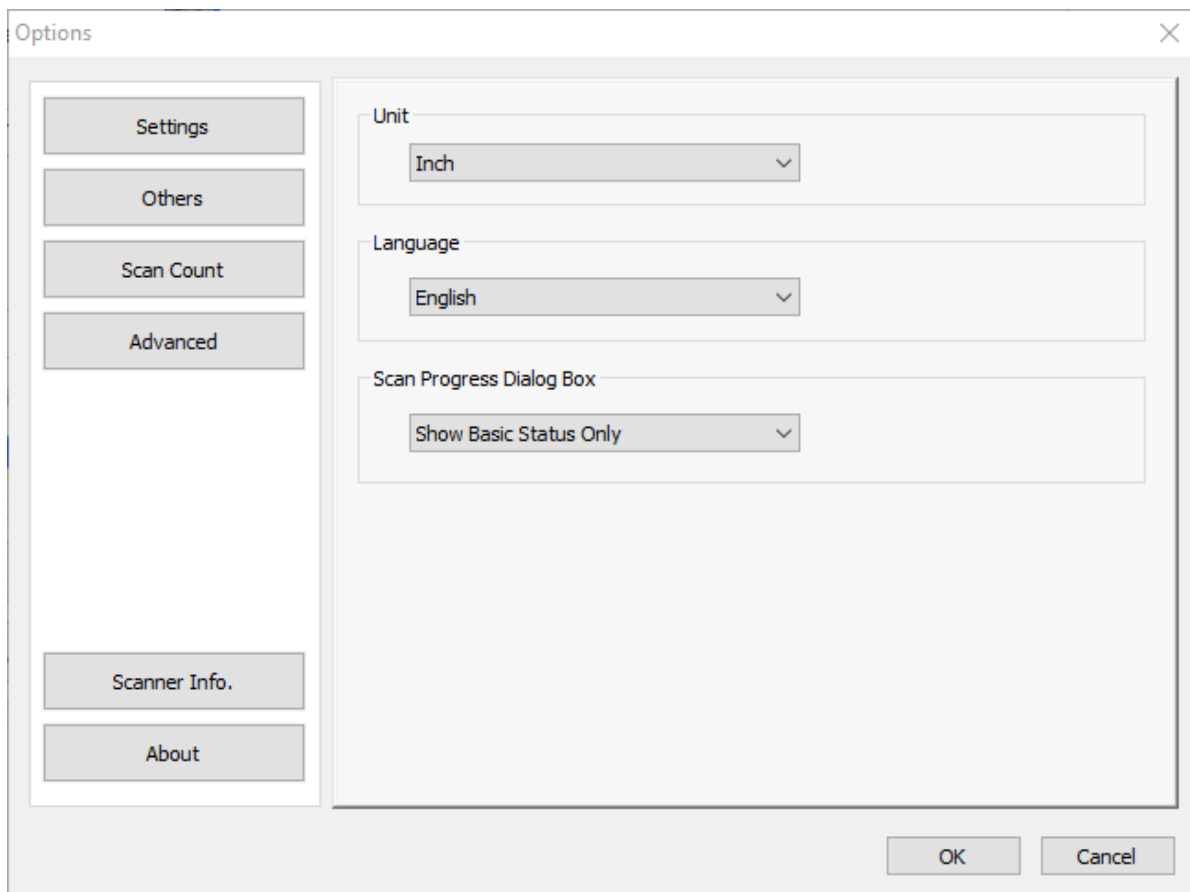 Options
Settings
Others
Scan Count
Advanced
Scanner Info.
About
Unit
Inch
Language
English
Scan Progress Dialog Box
Show Basic Status Only
OK
Cancel